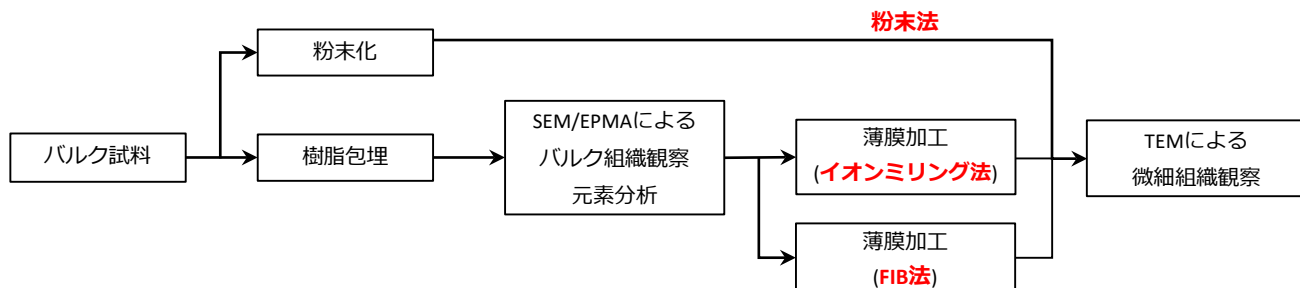 粉末法
粉末化
バルク試料
樹脂包埋
SEM/EPMAによる
バルク組織観察
元素分析
薄膜加工
(イオンミリング法)
薄膜加工
(FIB法)
TEMによる
微細組織観察